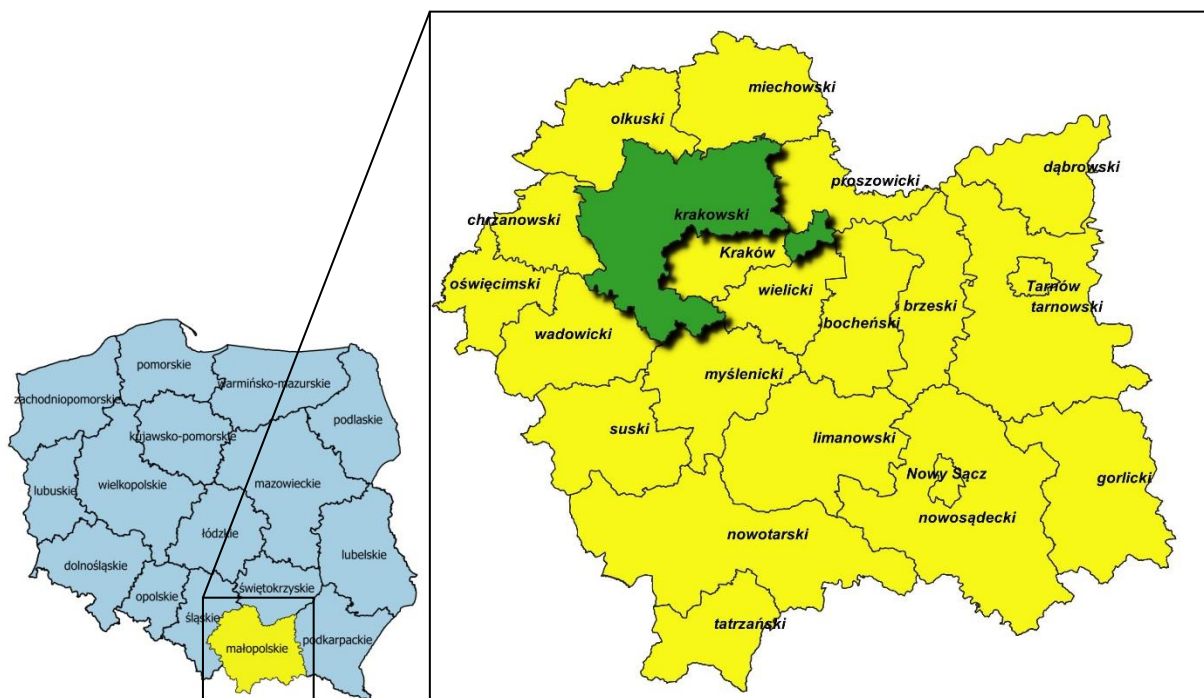 pomorskie
warmińsko-mazurskie
zachodniopomorskie
podlaskie
kujawsko-pomorskie
lubuskie
wielkopolskie
mazowieckie
łódzkie
lubelskie
dolnośląskie
opolskie
świętokrzyskie
śląskie
małopolskie
podkarpackie
miechowski
olkuski
dąbrowski
proszowicki
chrzanowski
krakowski
Kraków
oświęcimski
wielicki
Tarnów
tarnowski
brzeski
bocheński
wadowicki
myślenicki
suski
limanowski
Nowy Sącz
gorlicki
nowosądecki
nowotarski
tatrzański